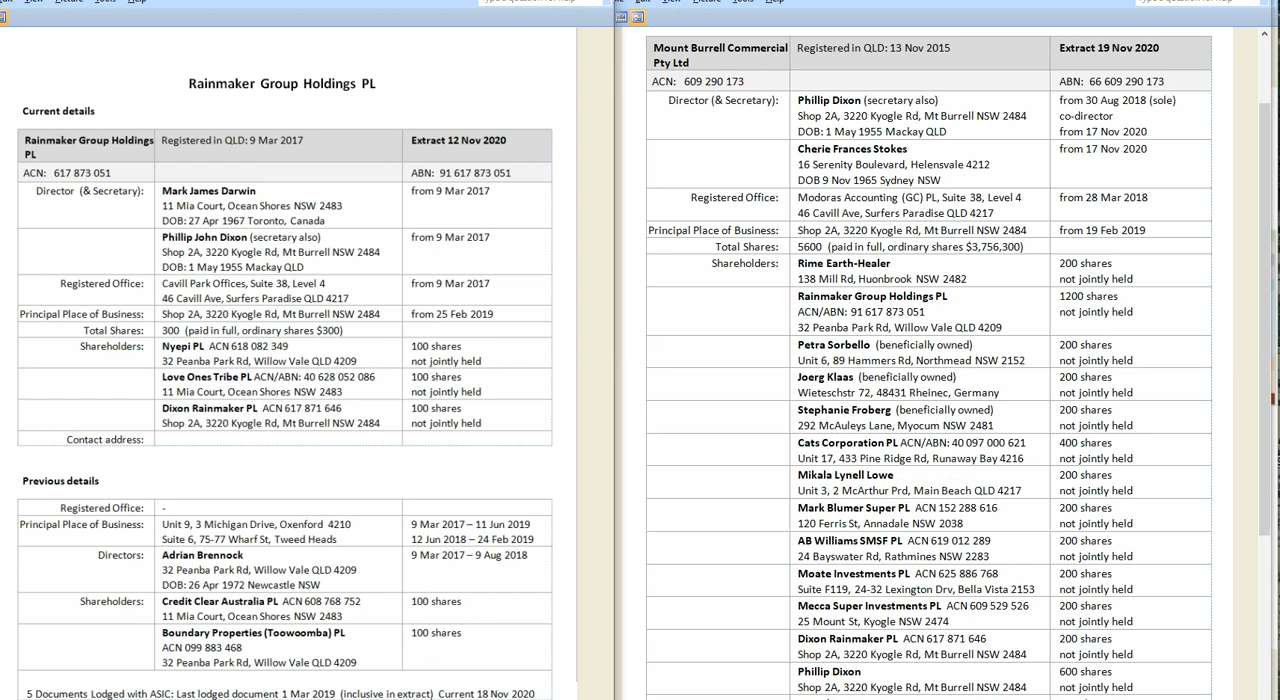 Rainmaker Group Holdings PL
Current details
Rainmaker Group Holdings PL Registered in QLD: 9 Mar 2017 Extract 12 Nov 2020
ACN: 617 873 051 ABN: 91 617 873 051
Director (& Secretary): Mark James Darwin from 9 Mar 2017
11 Mia Court, Ocean Shores NSW 2483
DOB: 27 Apr 1967 Toronto, Canada
Phillip John Dixon (secretary also) from 9 Mar 2017
Shop 2A, 3220 Kyogle Rd, Mt Burrell NSW 2484
DOB: 1 May 1955 Mackay QLD
Registered Office: Cavill Park Offices, Suite 38, Level 4 from 9 Mar 2017
46 Cavill Ave, Surfers Paradise QLD 4217
Principal Place of Business: Shop 2A, 3220 Kyogle Rd, Mt Burrell NSW 2484 from 25 Feb 2019
Total Shares: 300 (paid in full, ordinary shares $300)
Shareholders: Nyepi PL ACN 618 082 349 100 shares
32 Peanba Park Rd, Willow Vale QLD 4209 not jointly held
Love Ones Tribe PL ACN/ABN: 40 628 052 086 100 shares
11 Mia Court, Ocean Shores NSW 2483 not jointly held
Dixon Rainmaker PL ACN 617 871 646 100 shares
Shop 2A, 3220 Kyogle Rd, Mt Burrell NSW 2484 not jointly held
Contact address:
Previous details
Registered Office: -
Principal Place of Business: Unit 9, 3 Michigan Drive, Oxenford 4210 9 Mar 2017 – 11 Jun 2019
Suite 6, 75-77 Wharf St, Tweed Heads 12 Jun 2018 – 24 Feb 2019
Directors: Adrian Brennock 9 Mar 2017 – 9 Aug 2018
32 Peanba Park Rd, Willow Vale QLD 4209
DOB: 26 Apr 1972 Newcastle NSW
Shareholders: Credit Clear Australia PL ACN 608 768 752 100 shares
11 Mia Court, Ocean Shores NSW 2483
Boundary Properties (Toowoomba) PL 100 shares
ACN 099 883 468
32 Peanba Park Rd, Willow Vale QLD 4209
5 Documents Lodged with ASIC: Last lodged document 1 Mar 2019 (inclusive in extract) Current 18 Nov 2020
Mount Burrell Commercial Registered in QLD: 13 Nov 2015 Extract 19 Nov 2020
Pty Ltd
ACN: 609 290 173 ABN: 66 609 290 173
Director (& Secretary): Phillip Dixon (secretary also) from 30 Aug 2018 (sole)
Shop 2A, 3220 Kyogle Rd, Mt Burrell NSW 2484 co-director
DOB: 1 May 1955 Mackay QLD from 17 Nov 2020
Cherie Frances Stokes from 17 Nov 2020
16 Serenity Boulevard, Helensvale 4212
DOB 9 Nov 1965 Sydney NSW
Registered Office: Modoras Accounting (GC) PL, Suite 38, Level 4 from 28 Mar 2018
46 Cavill Ave, Surfers Paradise QLD 4217
Principal Place of Business: Shop 2A, 3220 Kyogle Rd, Mt Burrell NSW 2484 from 19 Feb 2019
Total Shares: 5600 (paid in full, ordinary shares $3,756,300)
Shareholders: Rime Earth-Healer 200 shares
138 Mill Rd, Huonbrook NSW 2482 not jointly held
Rainmaker Group Holdings PL 1200 shares
ACN/ABN: 91 617 873 051 not jointly held
32 Peanba Park Rd, Willow Vale QLD 4209
Petra Sorbello (beneficially owned) 200 shares
Unit 6, 89 Hammers Rd, Northmead NSW 2152 not jointly held
Joerg Klaas (beneficially owned) 200 shares
Wieteschstr 72, 48431 Rheinec, Germany not jointly held
Stephanie Froberg (beneficially owned) 200 shares
292 McAuleys Lane, Myocum NSW 2481 not jointly held
Cats Corporation PL ACN/ABN: 40 097 000 621 400 shares
Unit 17, 433 Pine Ridge Rd, Runaway Bay 4216 not jointly held
Mikala Lynell Lowe 200 shares
Unit 3, 2 McArthur Prd, Main Beach QLD 4217 not jointly held
Mark Blumer Super PL ACN 152 288 616 200 shares
120 Ferris St, Annadale NSW 2038 not jointly held
AB Williams SMSF PL ACN 619 012 289 200 shares
24 Bayswater Rd, Rathmines NSW 2283 not jointly held
Moate Investments PL ACN 625 886 768 200 shares
Suite F119, 24-32 Lexington Drv, Bella Vista 2153 not jointly held
Mecca Super Investments PL ACN 609 529 526 200 shares
25 Mount St, Kyogle NSW 2474 not jointly held
Dixon Rainmaker PL ACN 617 871 646 200 shares
Shop 2A, 3220 Kyogle Rd, Mt Burrell NSW 2484 not jointly held
Phillip Dixon 600 shares
Shop 2A, 3220 Kyogle Rd, Mt Burrell NSW 2484 not jointly held